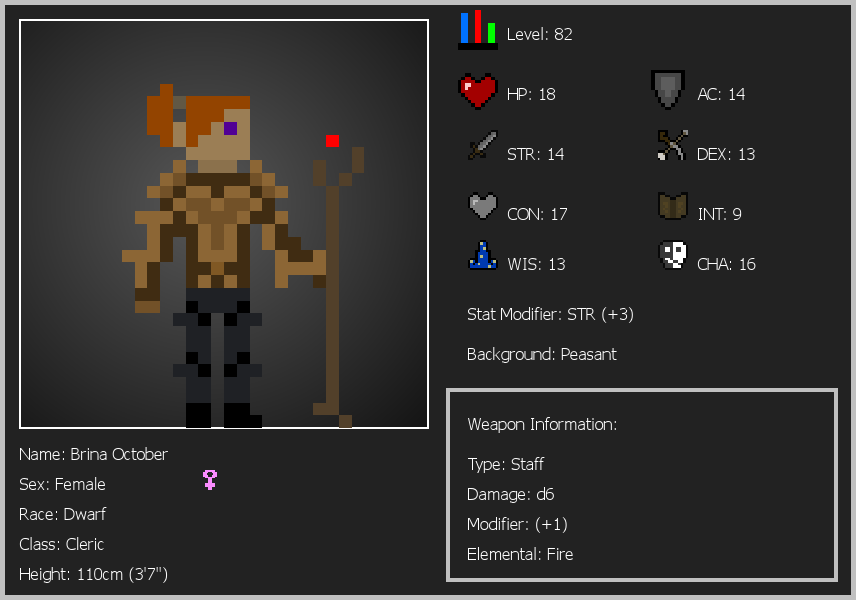 Level: 82
HP: 18
AC: 14
STR: 14
DEX: 13
CON: 17
INT: 9
WIS: 13
CHA: 16
Stat Modifier: STR (+3)
Background: Peasant
Weapon Information:
Type: Staff
Damage: d6
Modifier: (+1)
Elemental: Fire
Name: Brina October
Sex: Female
Race: Dwarf
Class: Cleric
Height: 110cm (3'7")